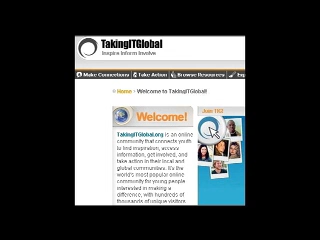 TakingITGlobal
Inspire Inform Involve
Make Connections Take Action Browse Resources
Home > Welcome to TakingITGlobal!
Welcome!
TakingITGlobal.org is an online
community that connects youth
to find inspiration, access
information, get involved, and
take action in their local and
global communities. It's the
world's most popular online
community for young people
interested in making a
difference, with hundreds of
thousands of unique visitors